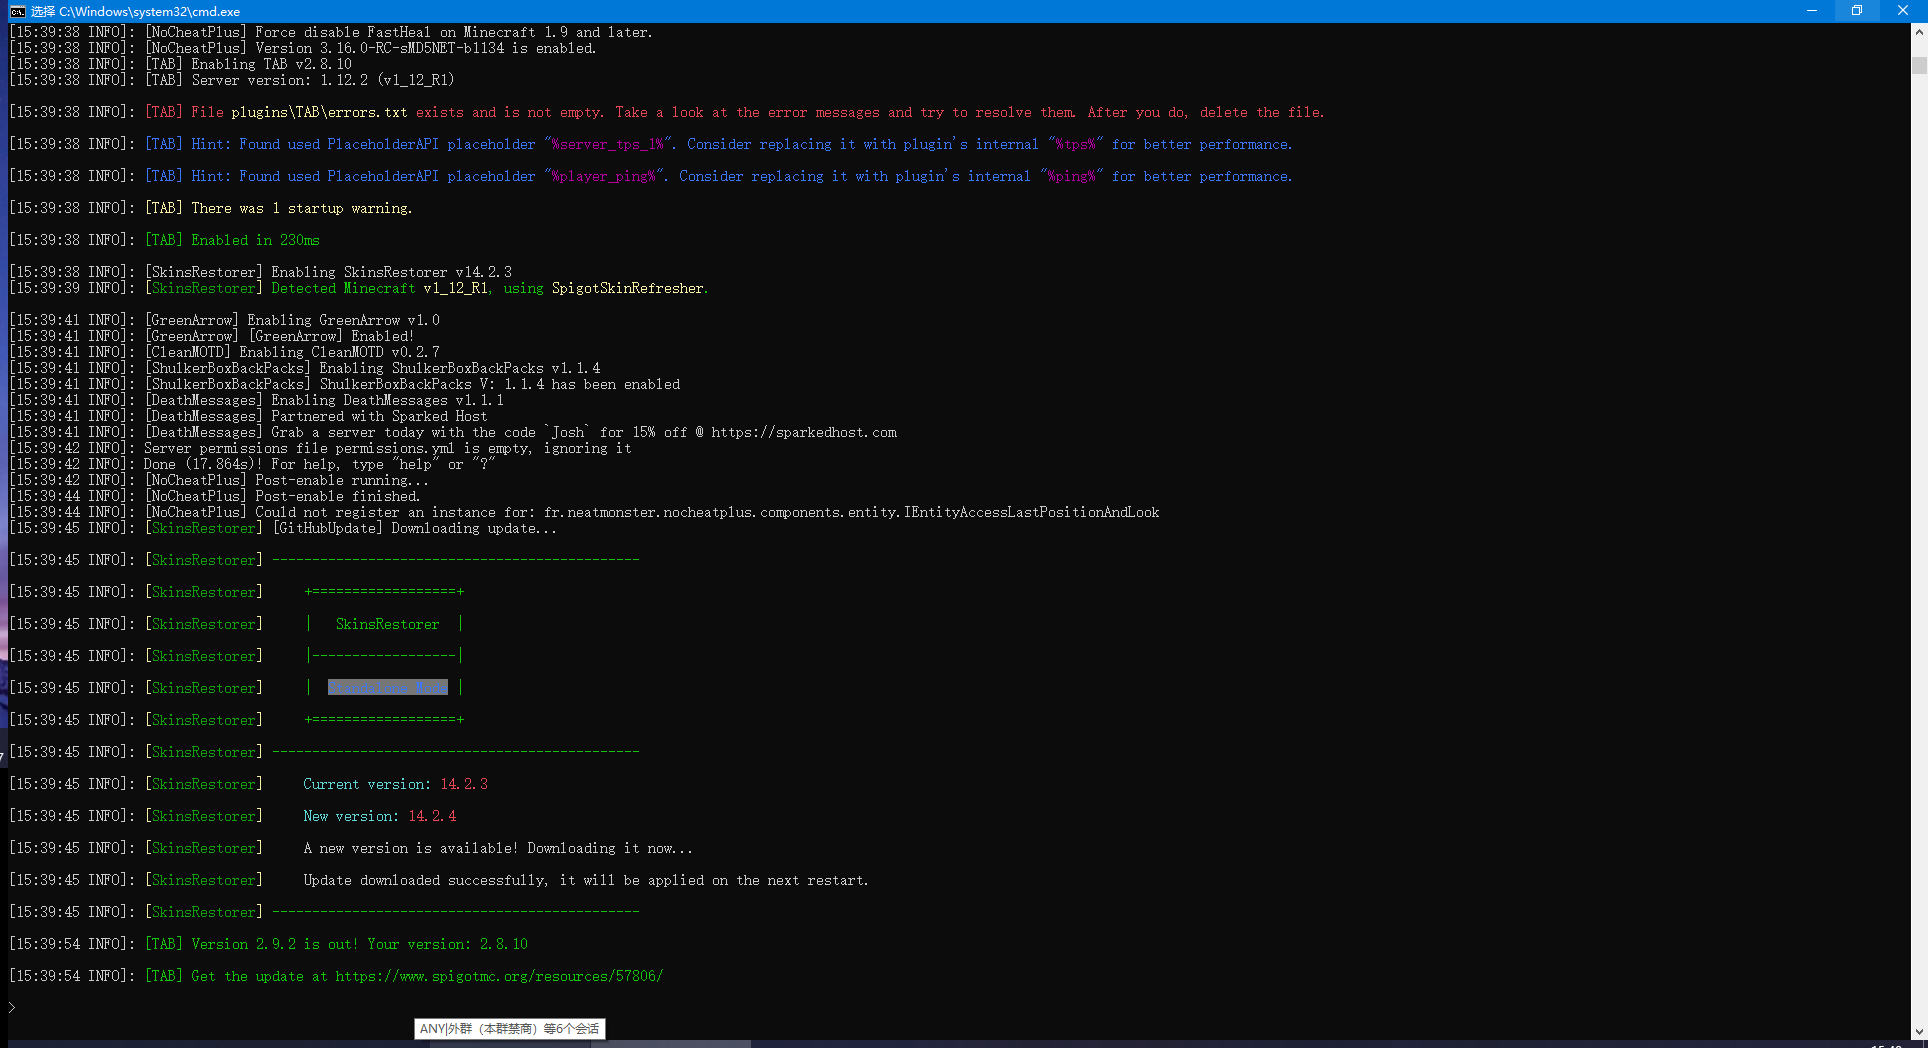 选择 C:\Windows\system32\cmd.exe
[15:39:38 INFO]: [NoCheatPlus] Force disable FastHeal on Minecraft 1.9 and later.
[15:39:38 INFO]: [NoCheatPlus] Version 3.16.0-RC-sMD5NET-b1134 is enabled.
[15:39:38 INFO]: [TAB] Enabling TAB v2.8.10
[15:39:38 INFO]: [TAB] Server version: 1.12.2 (v1_12_R1)
[15:39:38 INFO]: [TAB] File plugins\TAB\errors.txt exists and is not empty. Take a look at the error messages and try to resolve them. After you do, delete the file.
[15:39:38 INFO]: [TAB] Hint: Found used PlaceholderAPI placeholder "%server_tps_1%". Consider replacing it with plugin's internal "%tps%" for better performance.
[15:39:38 INFO]: [TAB] Hint: Found used PlaceholderAPI placeholder "%player_ping%". Consider replacing it with plugin's internal "%ping%" for better performance.
[15:39:38 INFO]: [TAB] There was 1 startup warning.
[15:39:38 INFO]: [TAB] Enabled in 230ms
[15:39:38 INFO]: [SkinsRestorer] Enabling SkinsRestorer v14.2.3
[15:39:39 INFO]: [SkinsRestorer] Detected Minecraft v1_12_R1, using SpigotSkinRefresher.
[15:39:41 INFO]: [GreenArrow] Enabling GreenArrow v1.0
[15:39:41 INFO]: [GreenArrow] [GreenArrow] Enabled!
[15:39:41 INFO]: [CleanMOTD] Enabling CleanMOTD v0.2.7
[15:39:41 INFO]: [ShulkerBoxBackPacks] Enabling ShulkerBoxBackPacks v1.1.4
[15:39:41 INFO]: [ShulkerBoxBackPacks] ShulkerBoxBackPacks V: 1.1.4 has been enabled
[15:39:41 INFO]: [DeathMessages] Enabling DeathMessages v1.1.1
[15:39:41 INFO]: [DeathMessages] Partnered with Sparked Host
[15:39:41 INFO]: [DeathMessages] Grab a server today with the code `Josh` for 15% off @ https://sparkedhost.com
[15:39:42 INFO]: Server permissions file permissions.yml is empty, ignoring it
[15:39:42 INFO]: Done (17.864s)! For help, type "help" or "?"
[15:39:42 INFO]: [NoCheatPlus] Post-enable running...
[15:39:44 INFO]: [NoCheatPlus] Post-enable finished.
[15:39:44 INFO]: [NoCheatPlus] Could not register an instance for: fr.neatmonster.nocheatplus.components.entity.IEntityAccessLastPositionAndLook
[15:39:45 INFO]: [SkinsRestorer] [GitHubUpdate] Downloading update...
[15:39:45 INFO]: [SkinsRestorer] ----------------------------------------------
[15:39:45 INFO]: [SkinsRestorer]     +==================+
[15:39:45 INFO]: [SkinsRestorer]     |   SkinsRestorer  |
[15:39:45 INFO]: [SkinsRestorer]     |------------------|
[15:39:45 INFO]: [SkinsRestorer]     |                  |
[15:39:45 INFO]: [SkinsRestorer]     +==================+
[15:39:45 INFO]: [SkinsRestorer] ----------------------------------------------
[15:39:45 INFO]: [SkinsRestorer]     Current version: 14.2.3
[15:39:45 INFO]: [SkinsRestorer]     New version: 14.2.4
[15:39:45 INFO]: [SkinsRestorer]     A new version is available! Downloading it now...
[15:39:45 INFO]: [SkinsRestorer]     Update downloaded successfully, it will be applied on the next restart.
[15:39:45 INFO]: [SkinsRestorer] ----------------------------------------------
[15:39:54 INFO]: [TAB] Version 2.9.2 is out! Your version: 2.8.10
[15:39:54 INFO]: [TAB] Get the update at https://www.spigotmc.org/resources/57806/
>
ANY|外群（本群禁商）等6个会话